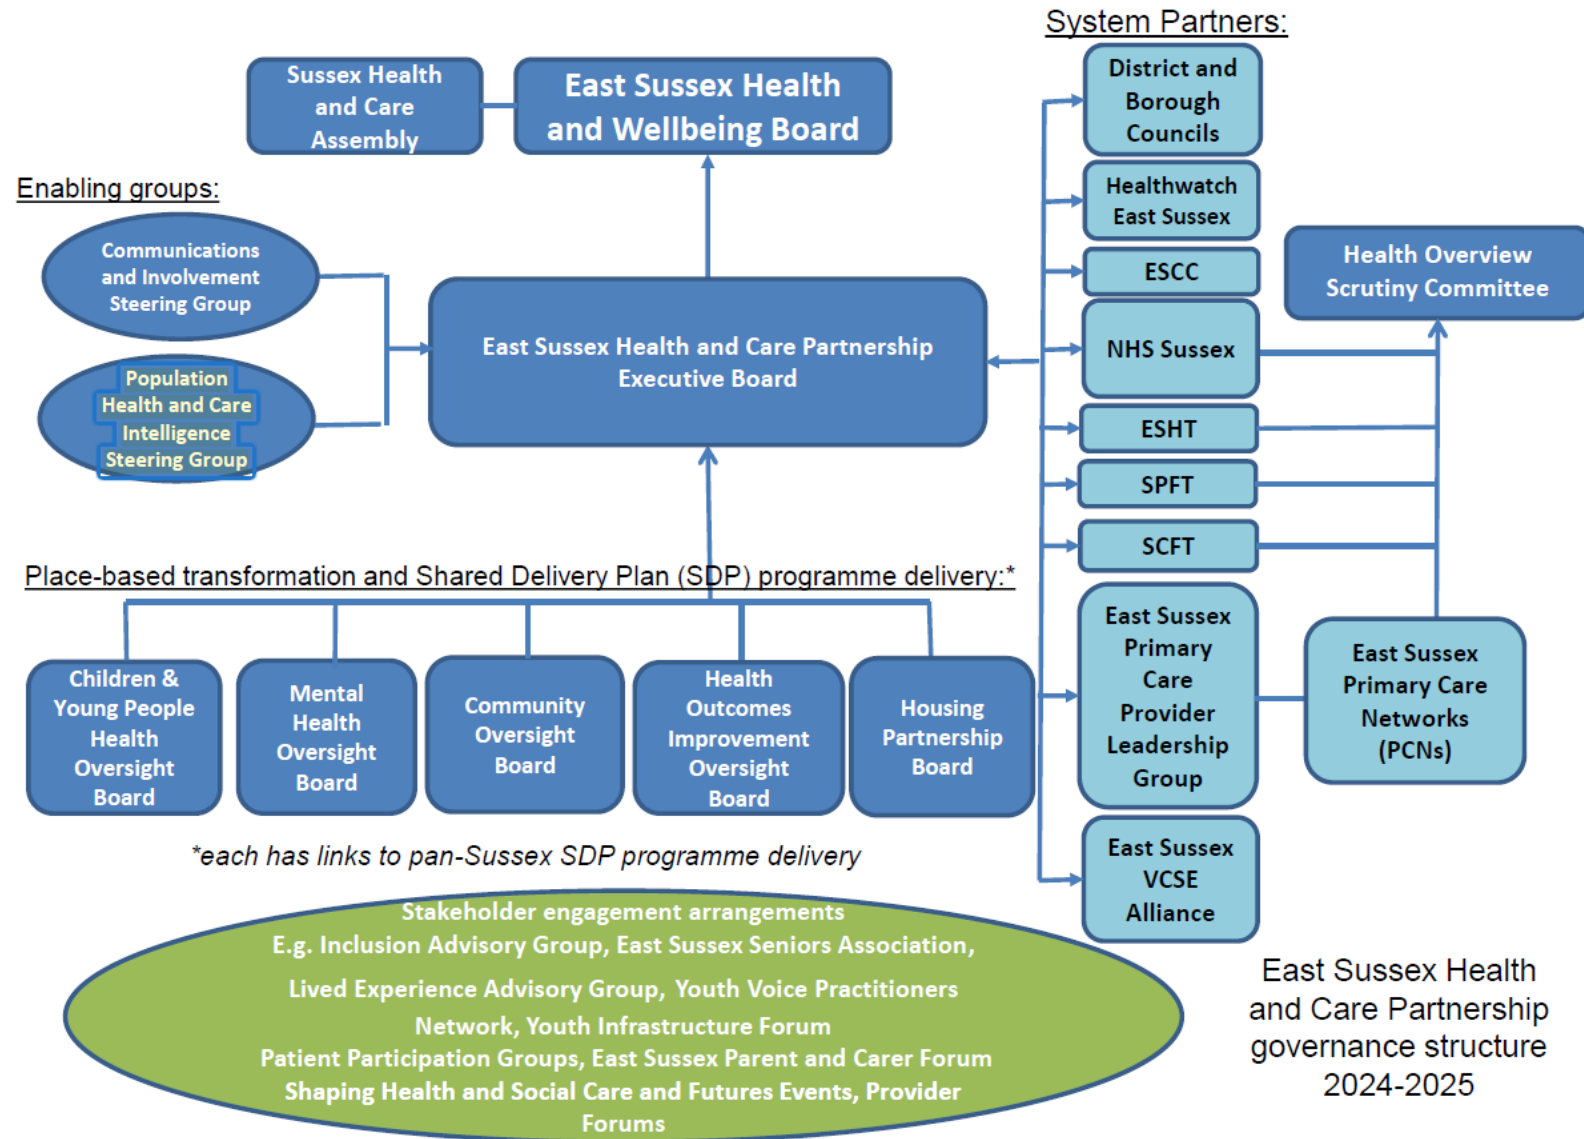 System Partners:
Sussex Health
and Care
Assembly
East Sussex Health
and Wellbeing Board
Enabling groups:
Communications
and Involvement
Steering Group
Population
Health and Care
Intelligence
Steering Group
East Sussex Health and Care Partnership
Executive Board
District and
Borough
Councils
Healthwatch
East Sussex
ESCC
NHS Sussex
ESHT
SPFT
SCFT
East Sussex
Primary
Care
Provider
Leadership
Group
East Sussex
VCSE
Alliance
Health Overview
Scrutiny Committee
East Sussex
Primary Care
Networks
(PCNs)
Place-based transformation and Shared Delivery Plan (SDP) programme delivery:*
Children &
Young People
Health
Oversight
Board
Mental
Health
Oversight
Board
Community
Oversight
Board
Health
Outcomes
Improvement
Oversight
Board
Housing
Partnership
Board
*each has links to pan-Sussex SDP programme delivery
Stakeholder engagement arrangements
E.g. Inclusion Advisory Group, East Sussex Seniors Association,
Lived Experience Advisory Group, Youth Voice Practitioners
Network, Youth Infrastructure Forum
Patient Participation Groups, East Sussex Parent and Carer Forum
Shaping Health and Social Care and Futures Events, Provider
Forums
East Sussex Health
and Care Partnership
governance structure
2024-2025